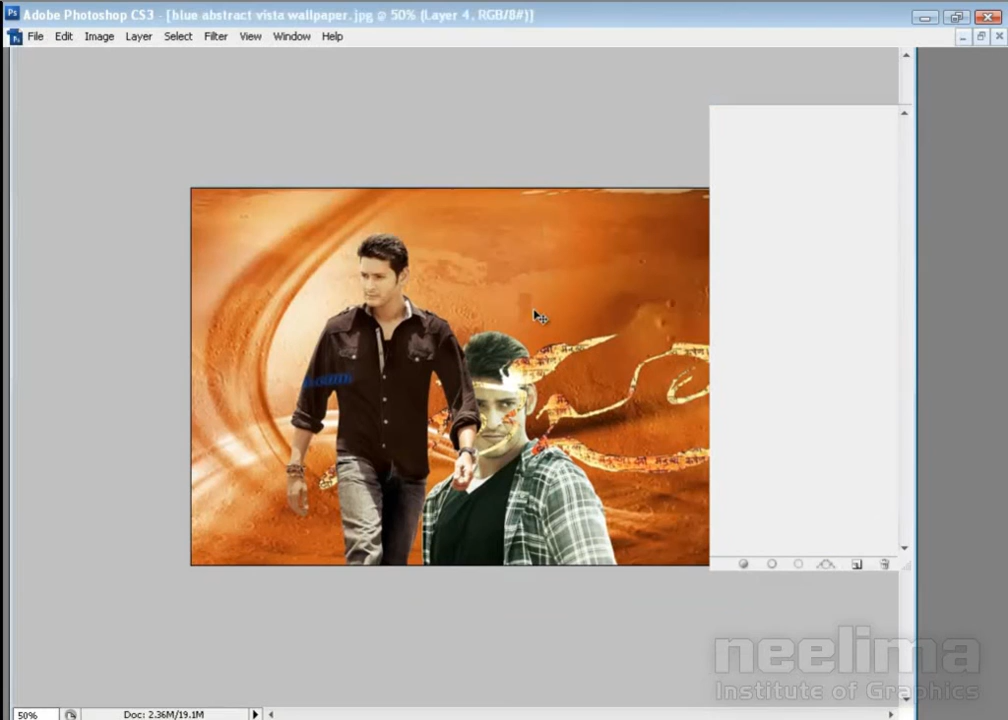 Adobe Photoshop CS3 - [blue abstract vista wallpaper.jpg @ 50% (Layer 4, RGB/8#)]
File Edit Image Layer Select Filter View Window Help
neelima
Institute of Graphics
50% Doc: 2.36M/19.1M